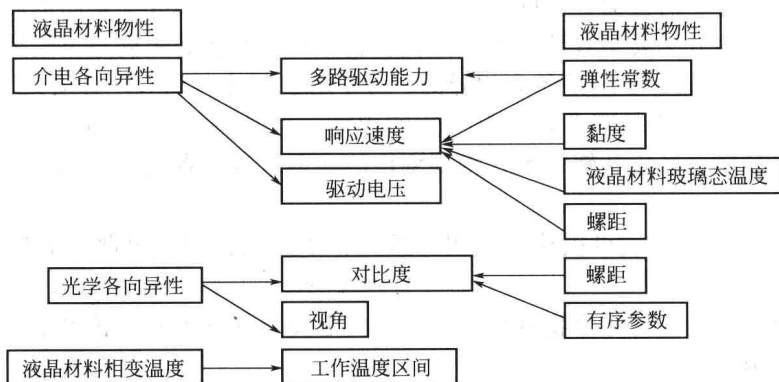 液晶材料物性
液晶材料物性
介电各向异性
多路驱动能力
弹性常数
响应速度
黏度
液晶材料玻璃态温度
驱动电压
螺距
光学各向异性
对比度
螺距
视角
有序参数
液晶材料相变温度
工作温度区间